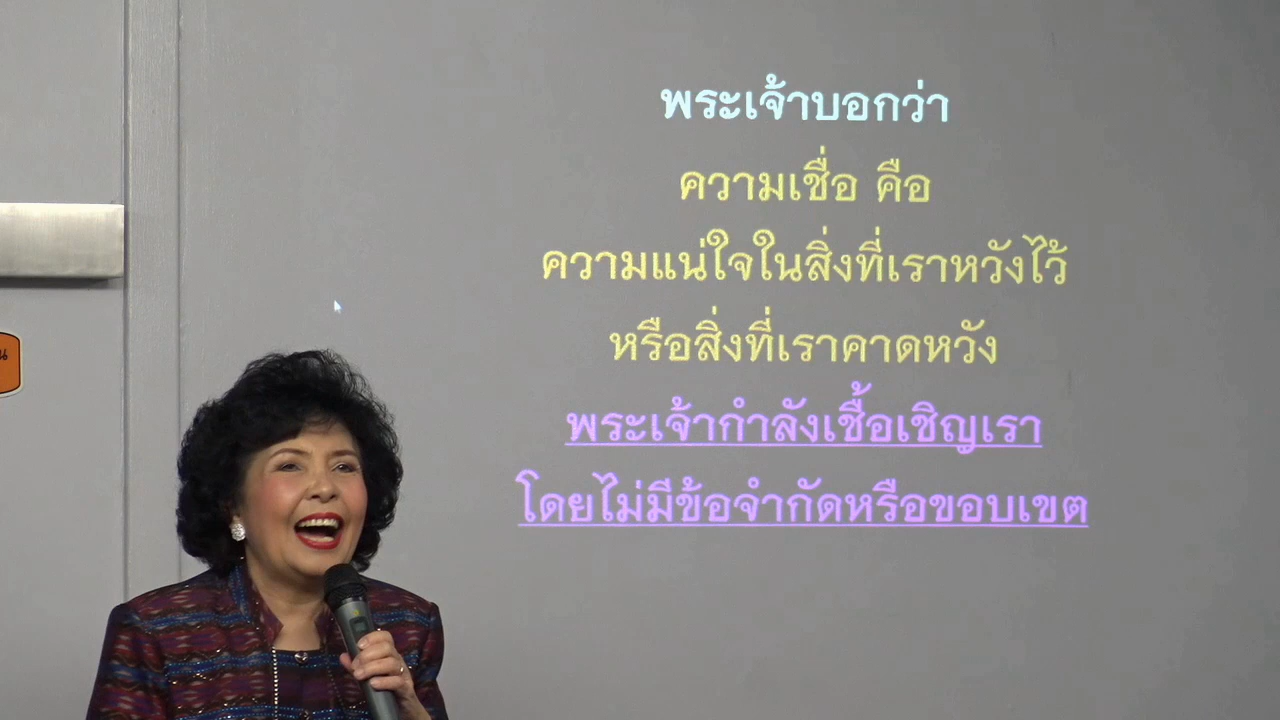 พระเจ้าบอกว่า
ความเชื่อ คือ
ความแน่ใจในสิ่งที่เราหวังไว้
หรือสิ่งที่เราคาดหวัง
พระเจ้ากำลังเชื้อเชิญเรา
โดยไม่มีข้อจำกัดหรือขอบเขต